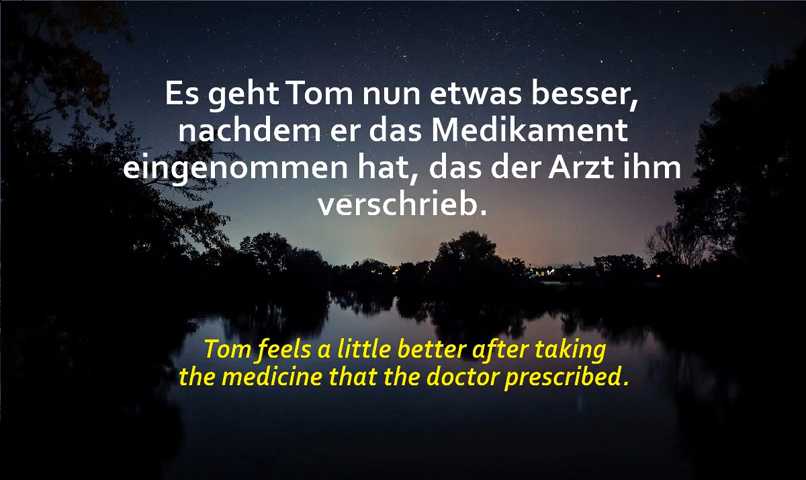 Es geht Tom nun etwas besser,
nachdem er das Medikament
eingenommen hat, das der Arzt ihm
verschrieb.
Tom feels a little better after taking
the medicine that the doctor prescribed.